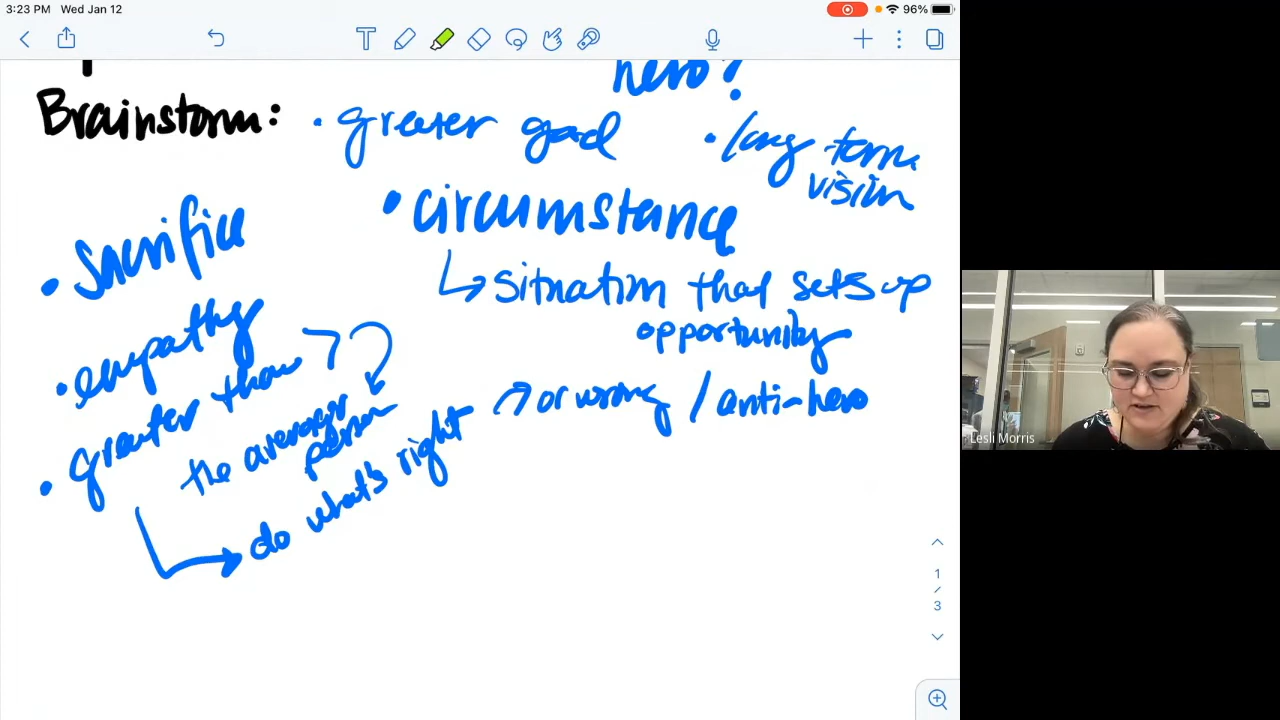 3:23 PM Wed Jan 12
96%
hero?
Brainstorm:
• greater good
• long-term
vision
• circumstance
↳ situation that sets up
opportunity
• sacrifice
• empathy
• greater than
the average
person
↳ do what's right
→ or wrong / anti-hero
Lesli Morris
1
/
3